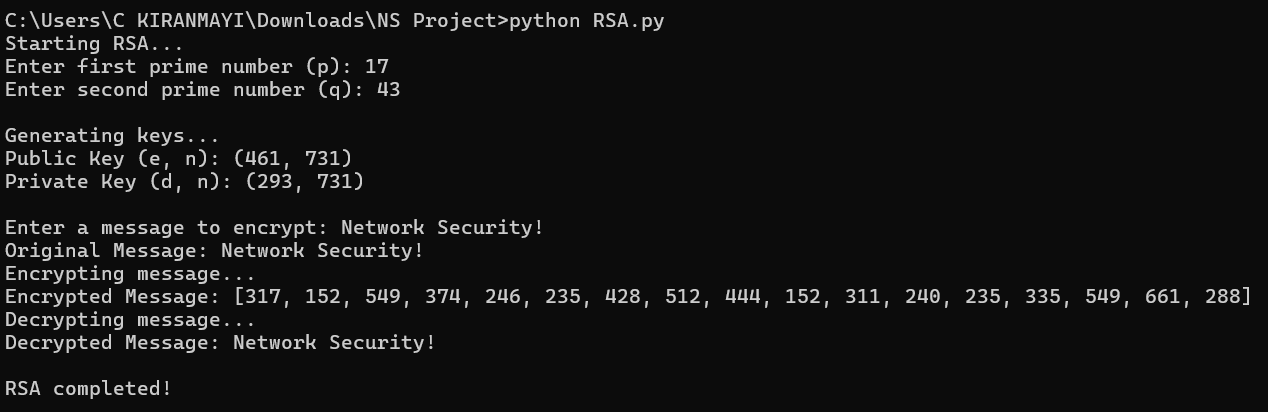 C:\Users\C KIRANMAYI\Downloads\NS Project>python RSA.py
Starting RSA...
Enter first prime number (p): 17
Enter second prime number (q): 43
Generating keys...
Public Key (e, n): (461, 731)
Private Key (d, n): (293, 731)
Enter a message to encrypt: Network Security!
Original Message: Network Security!
Encrypting message...
Encrypted Message: [317, 152, 549, 374, 246, 235, 428, 512, 444, 152, 311, 240, 235, 335, 549, 661, 288]
Decrypting message...
Decrypted Message: Network Security!
RSA completed!